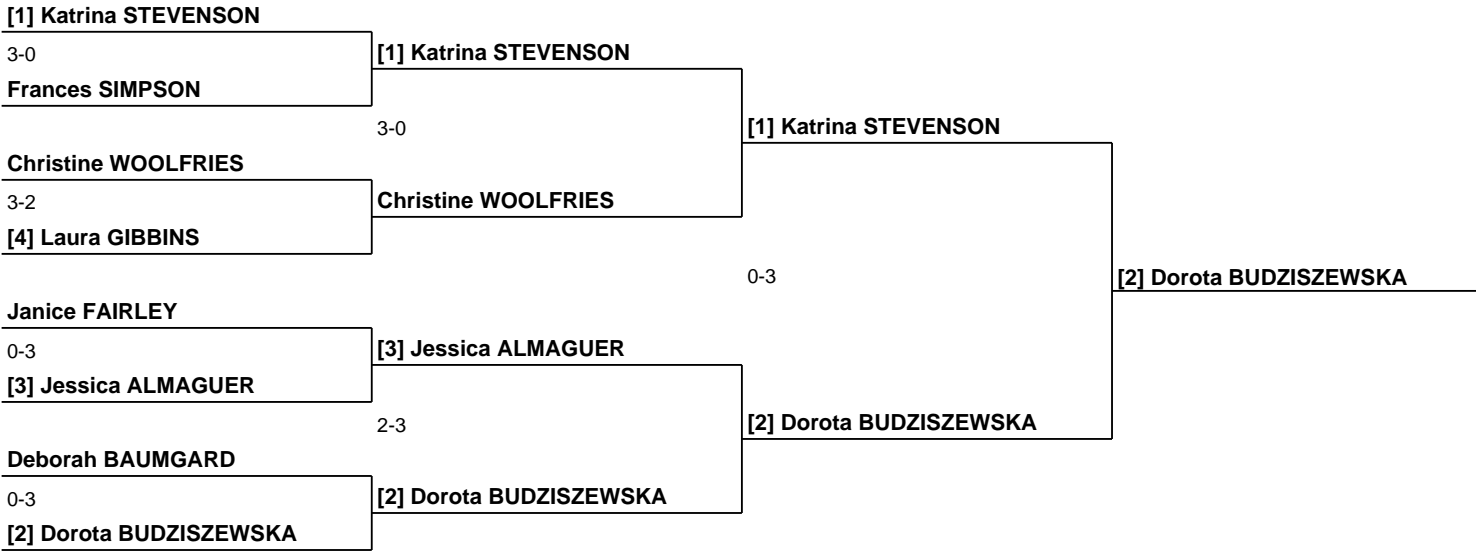 [1] Katrina STEVENSON
3-0
[1] Katrina STEVENSON
Frances SIMPSON
3-0
[1] Katrina STEVENSON
Christine WOOLFRIES
3-2
Christine WOOLFRIES
[4] Laura GIBBINS
0-3
[2] Dorota BUDZISZEWSKA
Janice FAIRLEY
0-3
[3] Jessica ALMAGUER
[3] Jessica ALMAGUER
2-3
[2] Dorota BUDZISZEWSKA
Deborah BAUMGARD
0-3
[2] Dorota BUDZISZEWSKA
[2] Dorota BUDZISZEWSKA